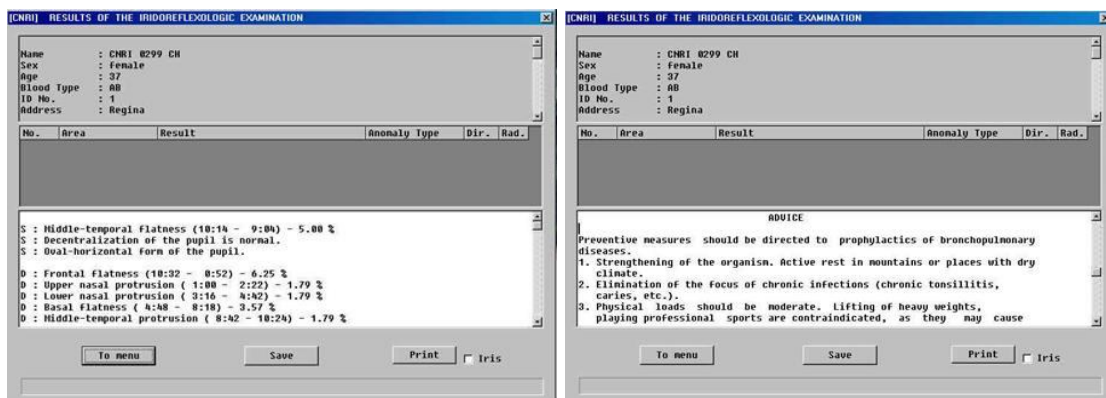 [CNRI] RESULTS OF THE IRIDOREFLEXOLOGIC EXAMINATION
Name : CNRI 0299 CH
Sex : female
Age : 37
Blood Type : AB
ID No. : 1
Address : Regina
No. Area Result Anomaly Type Dir. Rad.
S : Middle-temporal flatness (10:14 - 9:04) - 5.00 %
S : Decentralization of the pupil is normal.
S : Oval-horizontal form of the pupil.
D : Frontal flatness (10:32 - 0:52) - 6.25 %
D : Upper nasal protrusion ( 1:00 - 2:22) - 1.79 %
D : Lower nasal protrusion ( 3:16 - 4:42) - 1.79 %
D : Basal flatness ( 4:48 - 8:18) - 3.57 %
D : Middle-temporal protrusion ( 8:42 - 10:24) - 1.79 %
To menu Save Print Iris
[CNRI] RESULTS OF THE IRIDOREFLEXOLOGIC EXAMINATION
Name : CNRI 0299 CH
Sex : female
Age : 37
Blood Type : AB
ID No. : 1
Address : Regina
No. Area Result Anomaly Type Dir. Rad.
ADVICE
Preventive measures should be directed to prophylactics of bronchopulmonary
diseases.
1. Strengthening of the organism. Active rest in mountains or places with dry
climate.
2. Elimination of the focus of chronic infections (chronic tonsillitis,
caries, etc.).
3. Physical loads should be moderate. Lifting of heavy weights,
playing professional sports are contraindicated, as they may cause
To menu Save Print Iris